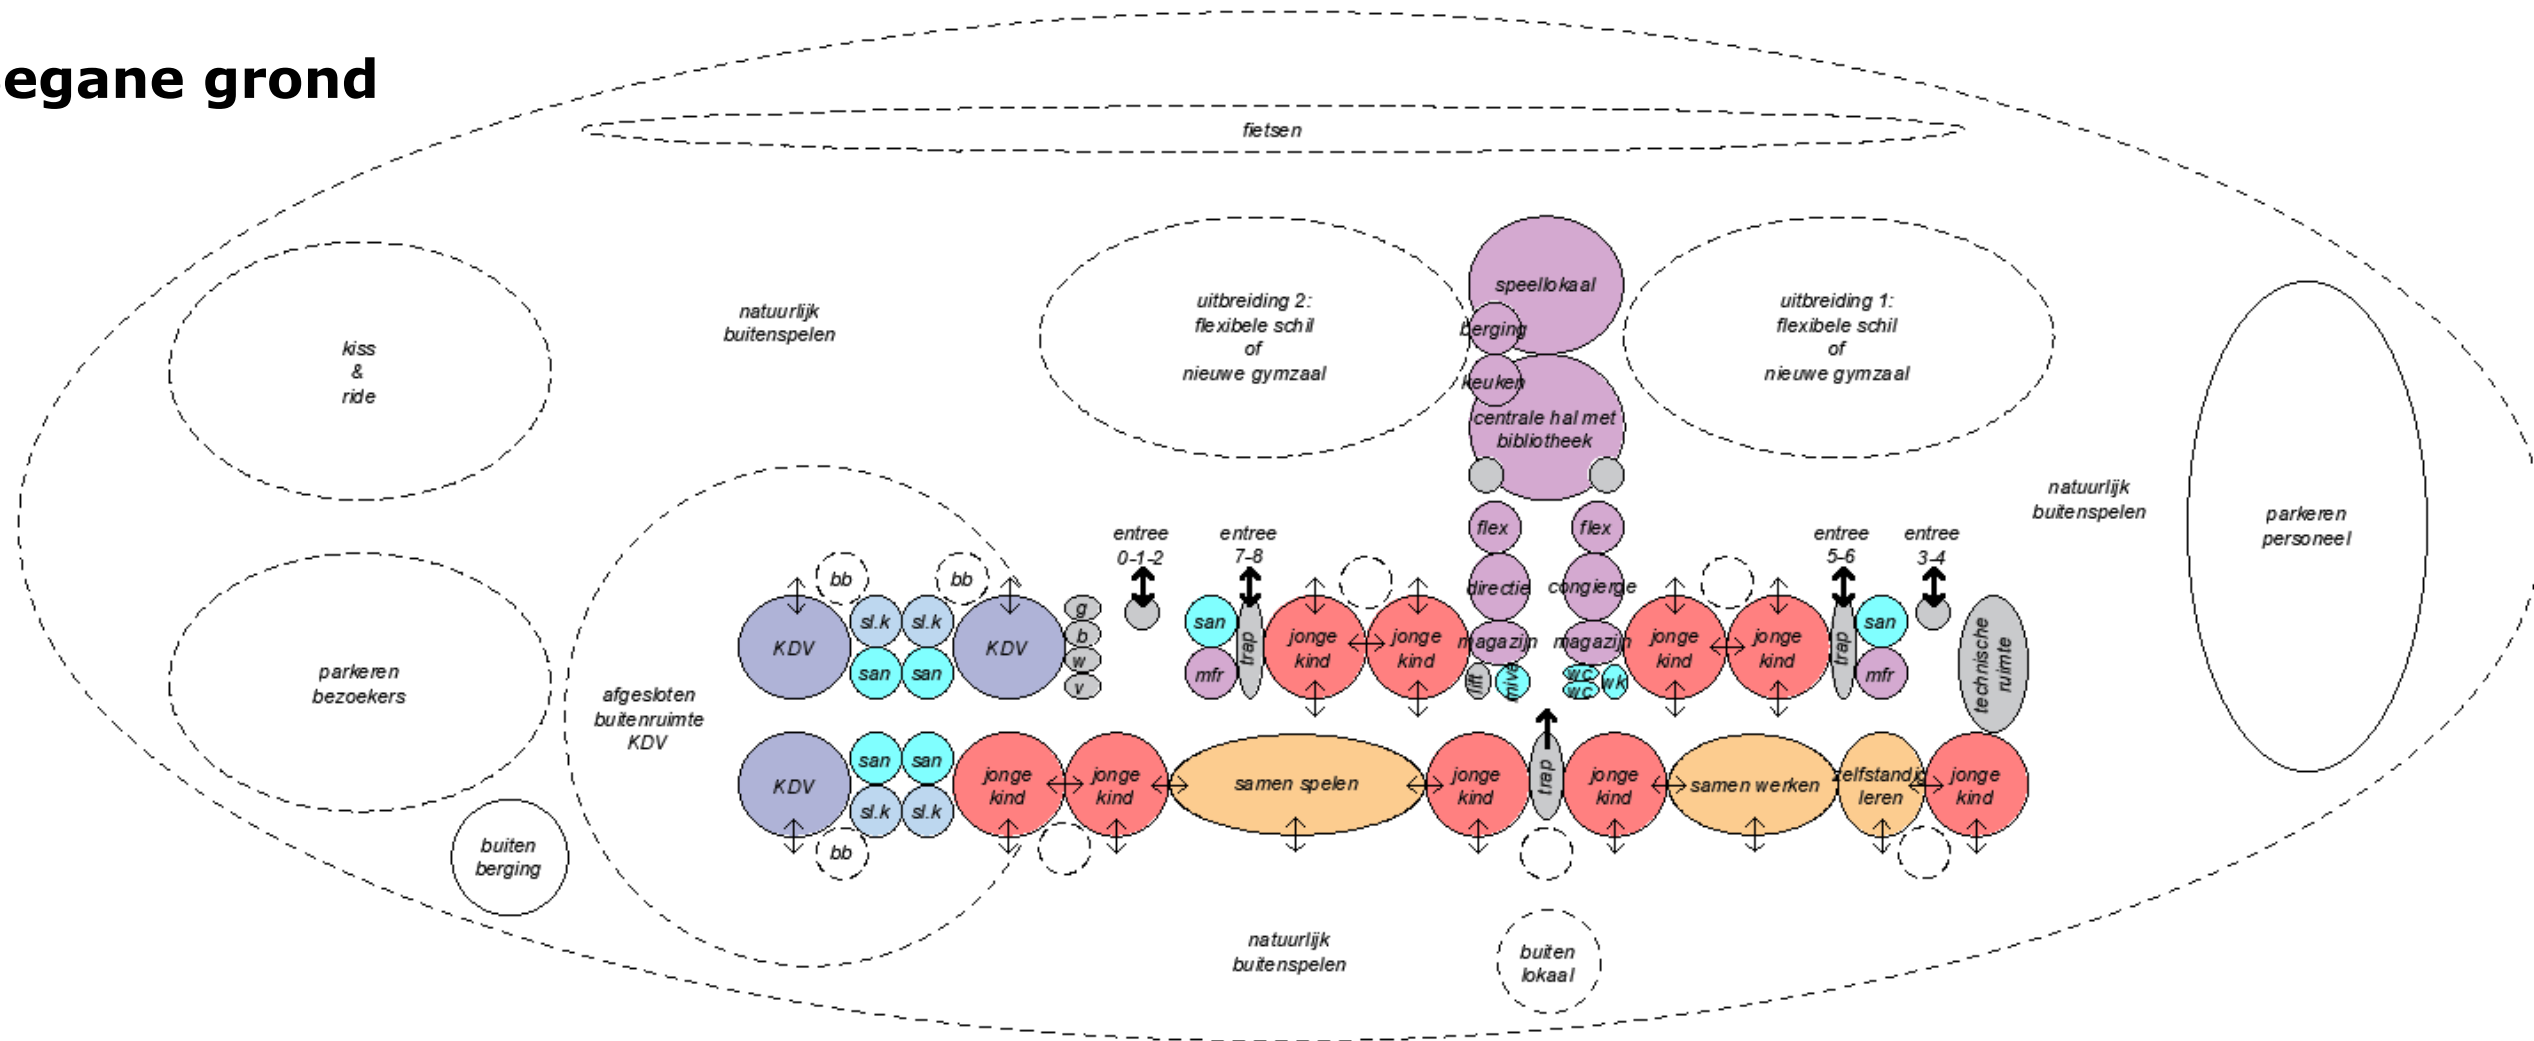 egane grond
fietsen
speellokaal
berging
keuken
centrale hal met
bibliotheek
uitbreiding 2:
flexibele schil
of
nieuwe gymzaal
uitbreiding 1:
flexibele schil
of
nieuwe gymzaal
natuurlijk
buitenspelen
kiss
&
ride
natuurlijk
buitenspelen
parkeren
personeel
entree
0-1-2
entree
7-8
flex
flex
entree
5-6
entree
3-4
bb
bb
directie
congierge
KDV
sl.k
sl.k
san
san
KDV
g
b
w
v
san
mfr
trap
jonge
kind
jonge
kind
magazijn
lift
miva
magazijn
wc
wc
wk
jonge
kind
jonge
kind
trap
san
mfr
technische
ruimte
parkeren
bezoekers
afgesloten
buitenruimte
KDV
KDV
san
san
sl.k
sl.k
bb
jonge
kind
jonge
kind
samen spelen
jonge
kind
trap
jonge
kind
samen werken
zelfstandig
leren
jonge
kind
buiten
berging
natuurlijk
buitenspelen
buiten
lokaal